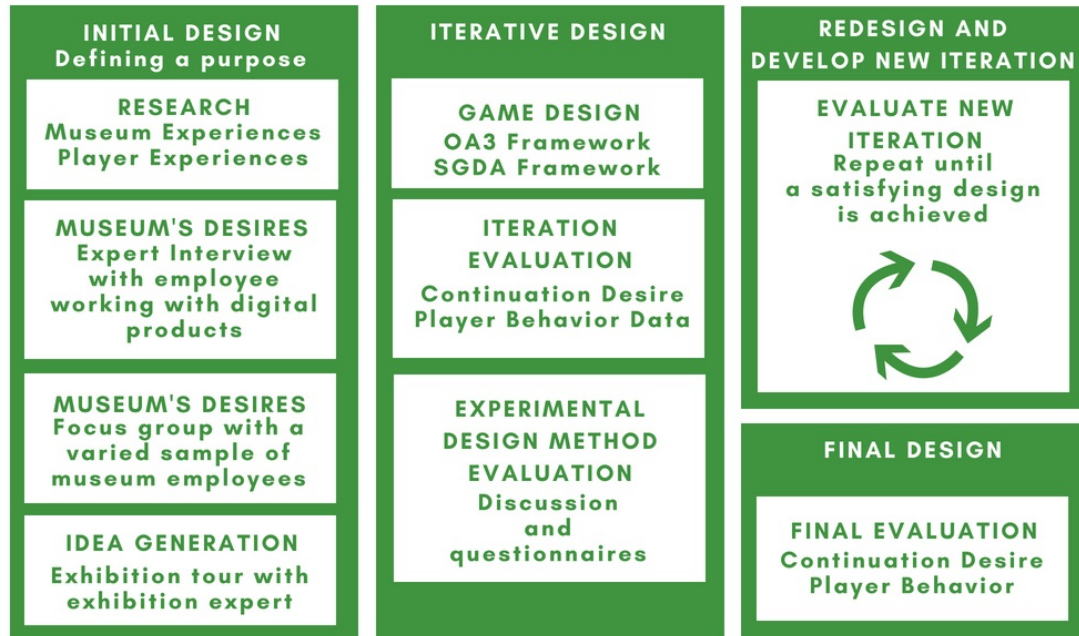 INITIAL DESIGN
Defining a purpose
RESEARCH
Museum Experiences
Player Experiences
MUSEUM'S DESIRES
Expert Interview
with employee
working with digital
products
MUSEUM'S DESIRES
Focus group with a
varied sample of
museum employees
IDEA GENERATION
Exhibition tour with
exhibition expert
ITERATIVE DESIGN
GAME DESIGN
OA3 Framework
SGDA Framework
ITERATION
EVALUATION
Continuation Desire
Player Behavior Data
EXPERIMENTAL
DESIGN METHOD
EVALUATION
Discussion
and
questionnaires
REDESIGN AND
DEVELOP NEW ITERATION
EVALUATE NEW
ITERATION
Repeat until
a satisfying design
is achieved
FINAL DESIGN
FINAL EVALUATION
Continuation Desire
Player Behavior